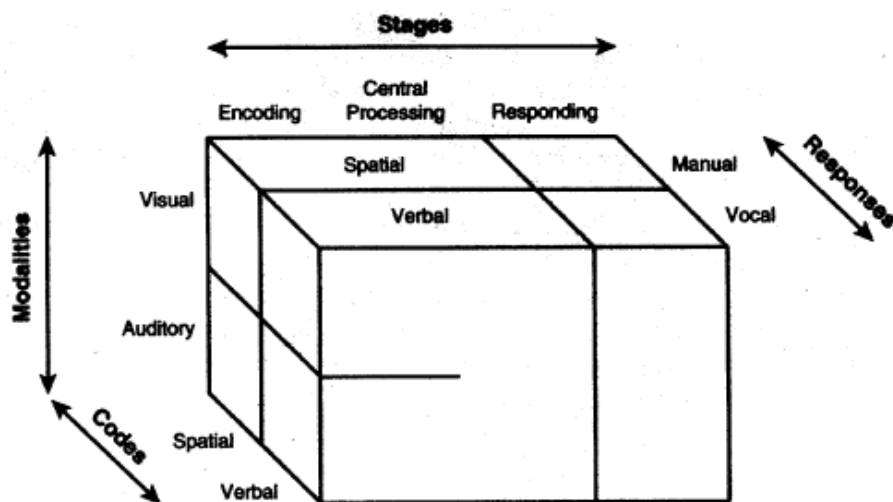 Stages
Central
Encoding Processing Responding
Spatial
Manual
Responses
Visual
Verbal
Vocal
Modalities
Auditory
Codes
Spatial
Verbal